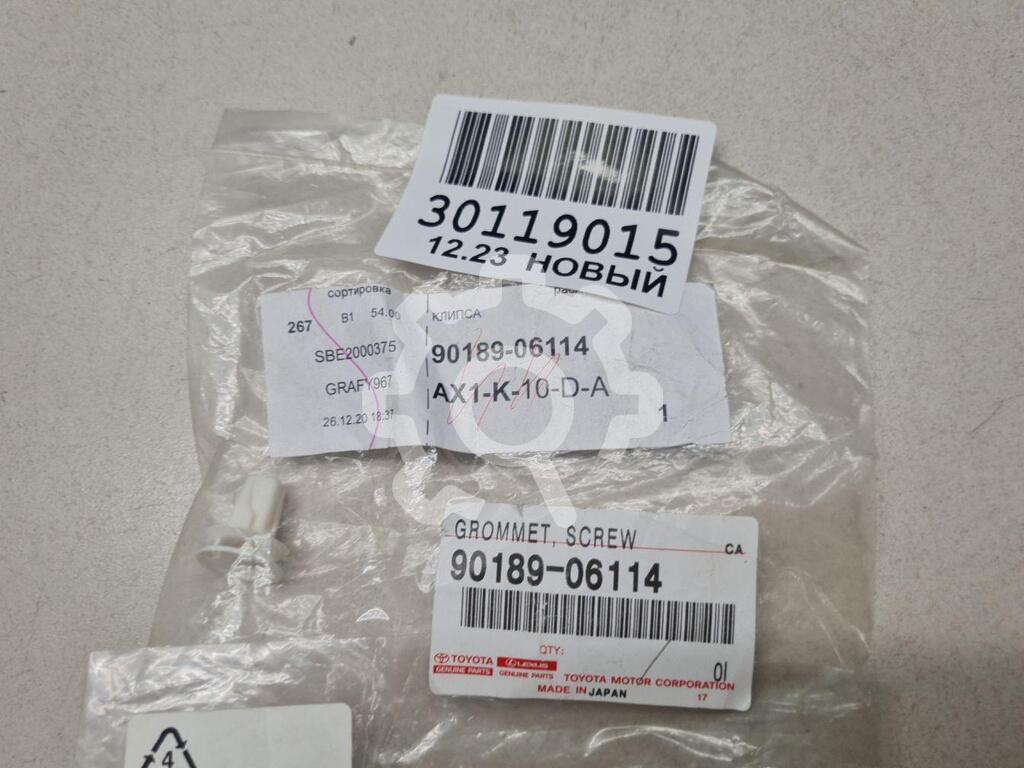 30119015
12.23 НОВЫЙ
сортировка
267 B1 54.00
SBE2000375
GRAFY967
26.12.20 18:37
КЛИПСА
90189-06114
AX1-K-10-D-A
1
GROMMET, SCREW
CA
90189-06114
QTY:
01
TOYOTA LEXUS
GENUINE PARTS GENUINE PARTS
TOYOTA MOTOR CORPORATION
MADE IN JAPAN 17
4